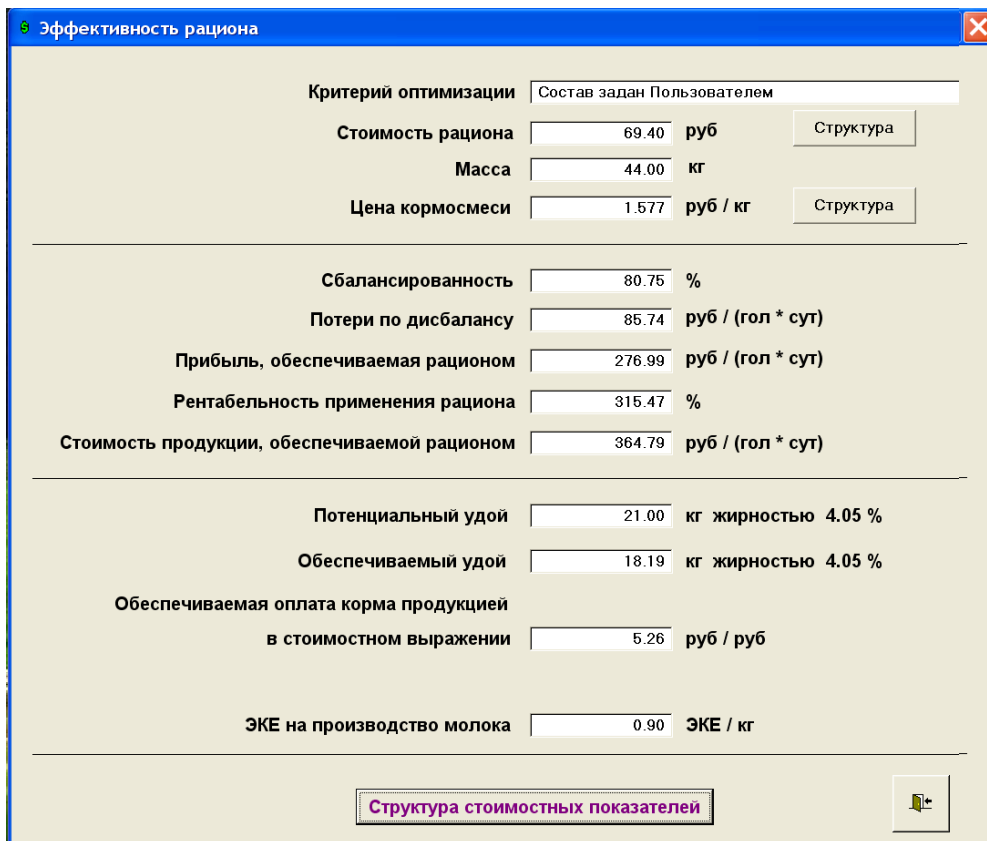 Эффективность рациона
Критерий оптимизации Состав задан Пользователем
Стоимость рациона 69.40 руб Структура
Масса 44.00 кг
Цена кормосмеси 1.577 руб / кг Структура
Сбалансированность 80.75 %
Потери по дисбалансу 85.74 руб / (гол * сут)
Прибыль, обеспечиваемая рационом 276.99 руб / (гол * сут)
Рентабельность применения рациона 315.47 %
Стоимость продукции, обеспечиваемой рационом 364.79 руб / (гол * сут)
Потенциальный удой 21.00 кг жирностью 4.05 %
Обеспечиваемый удой 18.19 кг жирностью 4.05 %
Обеспечиваемая оплата корма продукцией
в стоимостном выражении 5.26 руб / руб
ЭКЕ на производство молока 0.90 ЭКЕ / кг
Структура стоимостных показателей